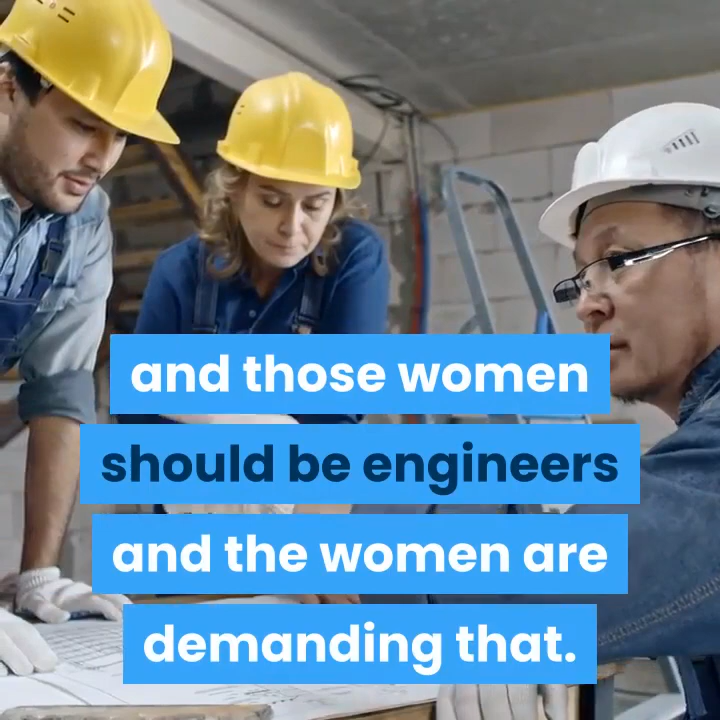 and those women
should be engineers
and the women are
demanding that.